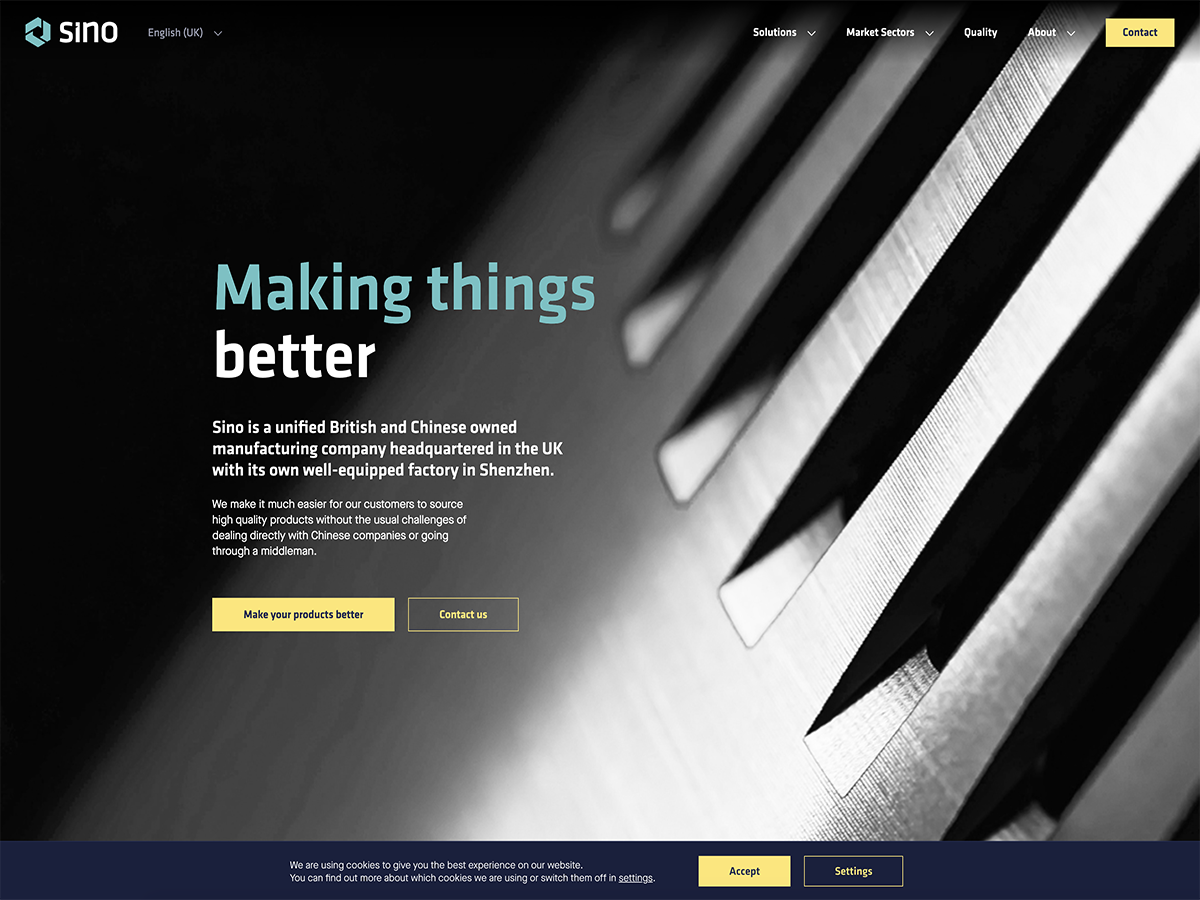 sino
English (UK)
Solutions
Market Sectors
Quality
About
Contact
Making things
better
Sino is a unified British and Chinese owned
manufacturing company headquartered in the UK
with its own well-equipped factory in Shenzhen.
We make it much easier for our customers to source
high quality products without the usual challenges of
dealing directly with Chinese companies or going
through a middleman.
Make your products better
Contact us
We are using cookies to give you the best experience on our website.
You can find out more about which cookies we are using or switch them off in settings.
Accept
Settings